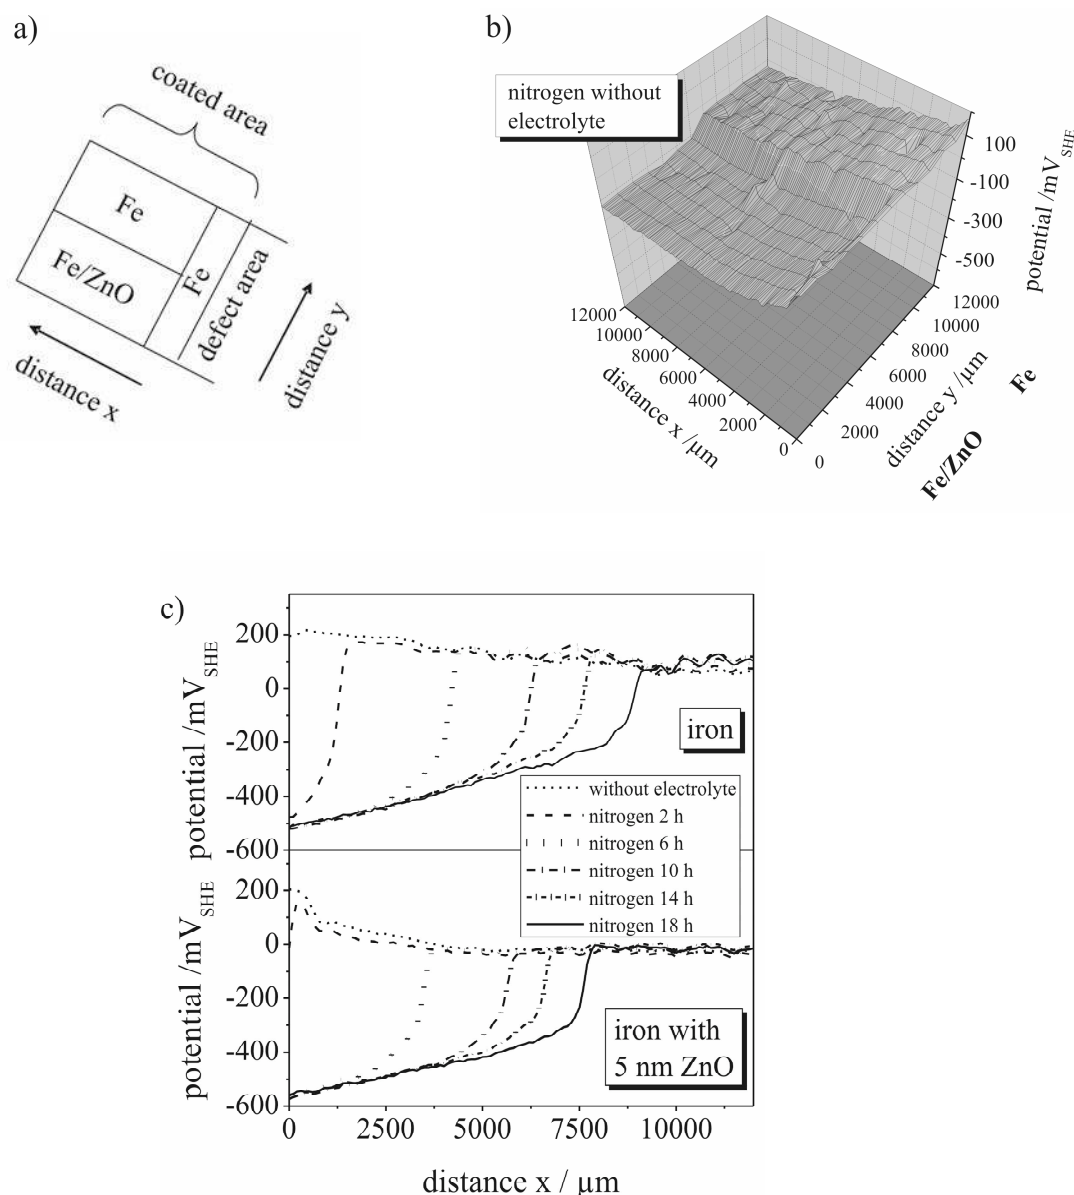 a)
coated area
Fe
Fe/ZnO
Fe
defect area
distance x
distance y
b)
nitrogen without
electrolyte
100
-100
-300
-500
potential /mV_SHE
12000
10000
8000
6000
4000
2000
0
distance x /µm
0
2000
4000
6000
8000
10000
12000
distance y /µm
Fe/ZnO
Fe
c)
200
0
-200
-400
-600
potential /mV_SHE
iron
without electrolyte
nitrogen 2 h
nitrogen 6 h
nitrogen 10 h
nitrogen 14 h
nitrogen 18 h
200
0
-200
-400
-600
potential /mV_SHE
iron with
5 nm ZnO
0 2500 5000 7500 10000
distance x / µm